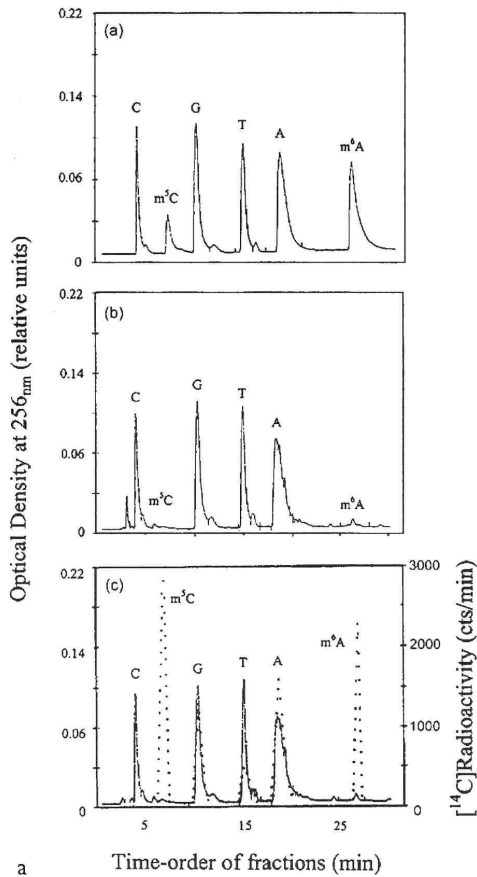 Optical Density at 256nm (relative units)
(a)
0.22
0.14
0.06
0
C
m⁵C
G
T
A
m⁶A
(b)
0.22
0.14
0.06
0
C
m⁵C
G
T
A
m⁶A
(c)
0.22
0.14
0.06
0
C
m⁵C
G
T
A
m⁶A
3000
2000
1000
0
[¹⁴C]Radioactivity (cts/min)
5 15 25
a Time-order of fractions (min)